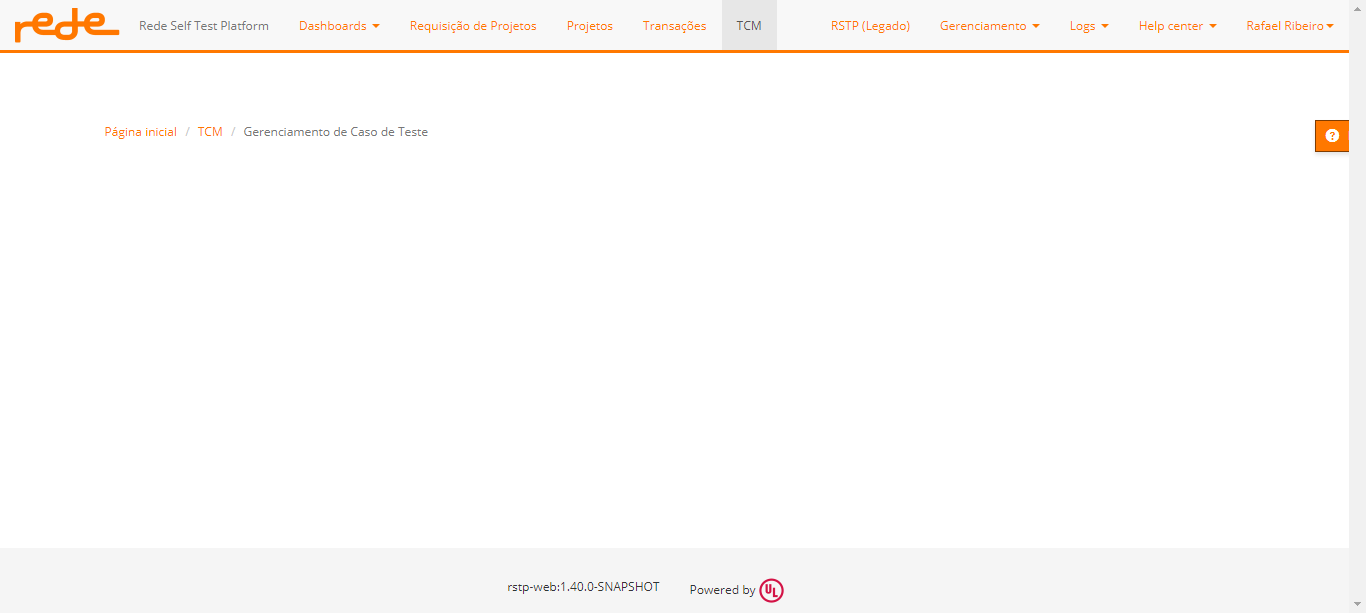 rede Rede Self Test Platform Dashboards Requisição de Projetos Projetos Transações TCM RSTP (Legado) Gerenciamento Logs Help center Rafael Ribeiro
Página inicial / TCM / Gerenciamento de Caso de Teste
?
rstp-web:1.40.0-SNAPSHOT Powered by UL